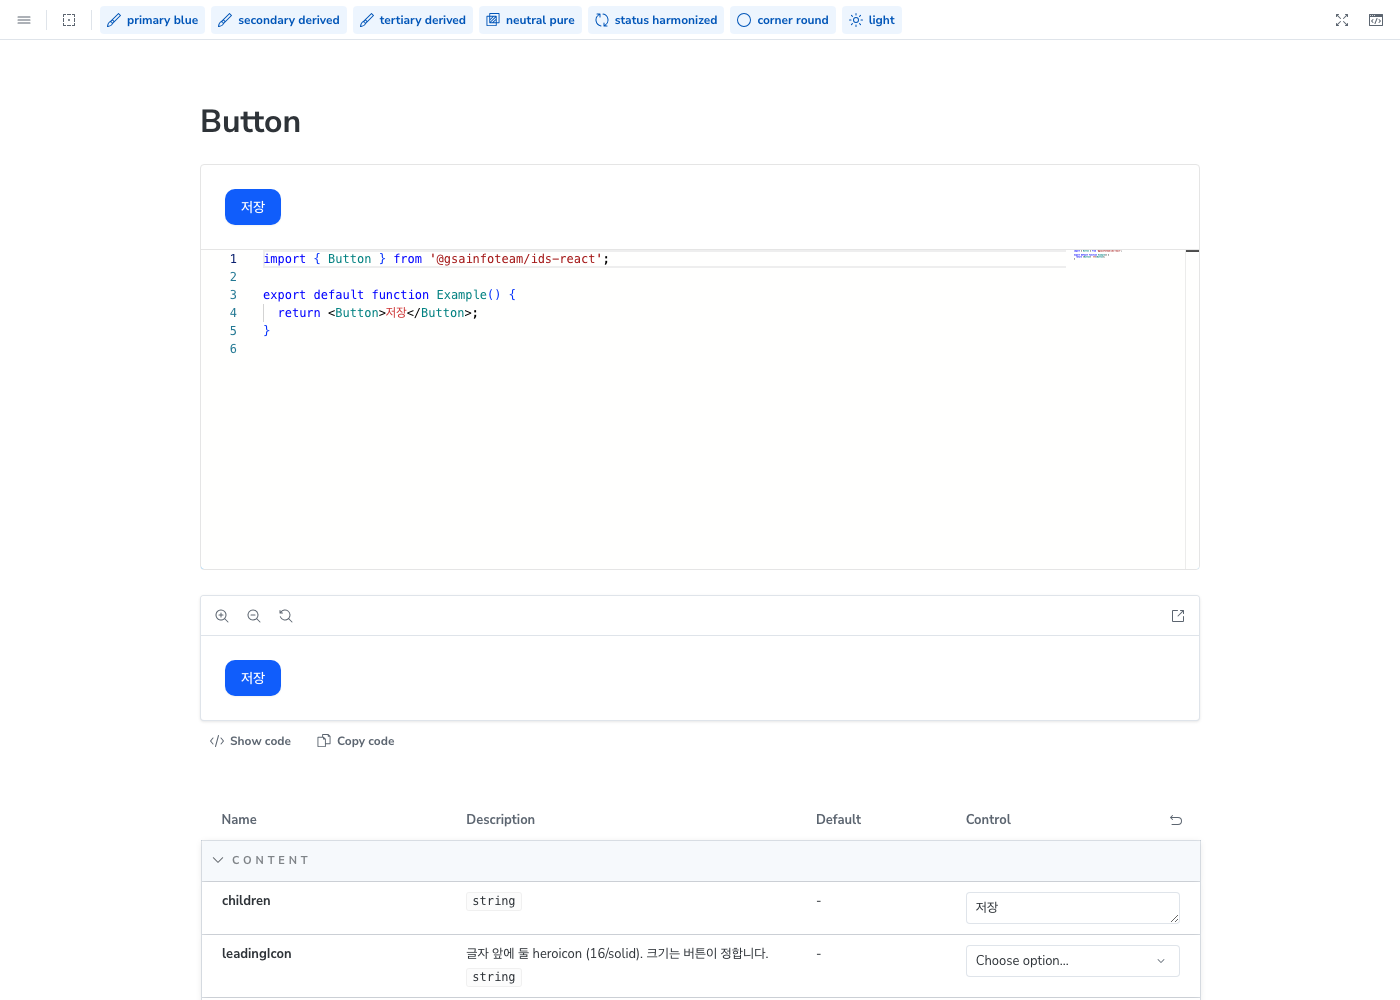 primary blue
secondary derived
tertiary derived
neutral pure
status harmonized
corner round
light
Button
저장
1 import { Button } from '@gsainfoteam/ids-react';
2
3 export default function Example() {
4   return <Button>저장</Button>;
5 }
6
저장
Show code
Copy code
Name Description Default Control
CONTENT
children string - 저장
leadingIcon 글자 앞에 둘 heroicon (16/solid). 크기는 버튼이 정합니다. - Choose option...
string